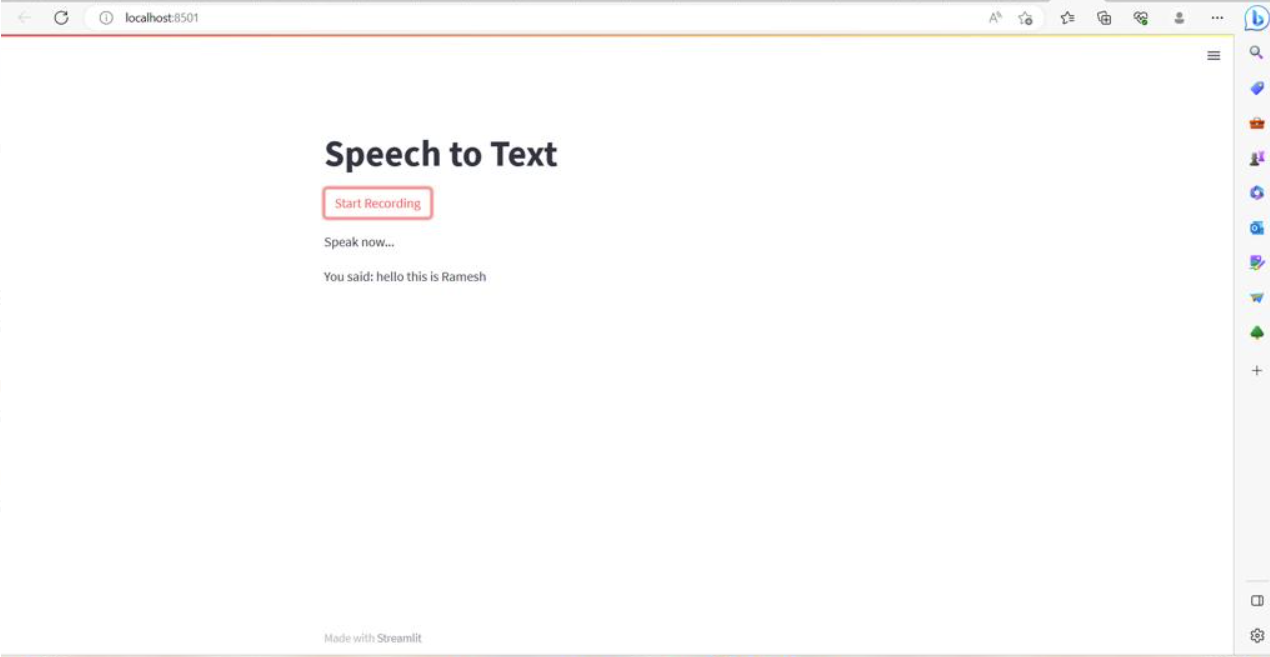 localhost:8501
Speech to Text
Start Recording
Speak now...
You said: hello this is Ramesh
Made with Streamlit